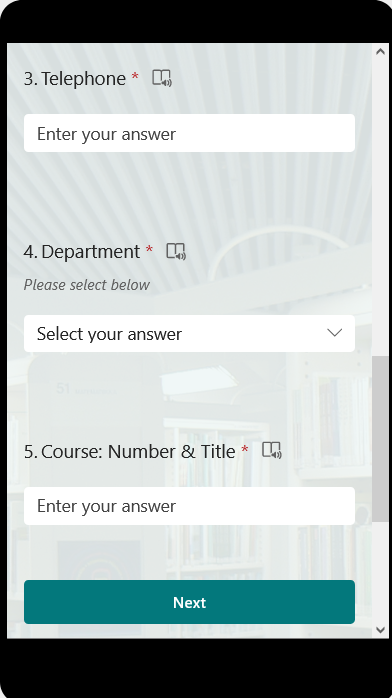 3. Telephone *
Enter your answer
4. Department *
Please select below
Select your answer
51
5. Course: Number & Title *
Enter your answer
Next